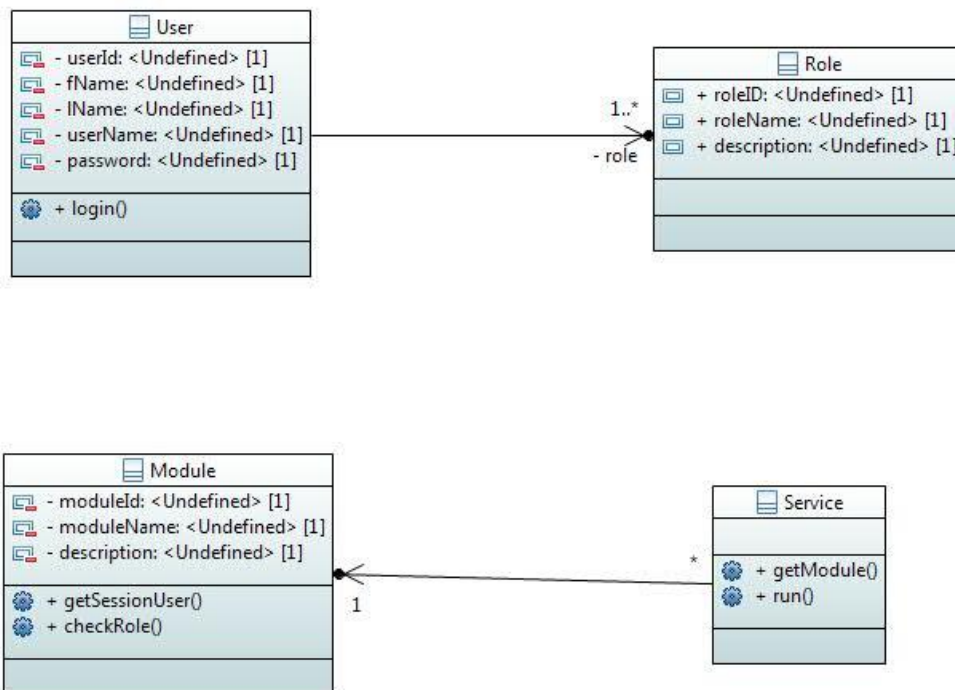 User
- userId: <Undefined> [1]
- fName: <Undefined> [1]
- lName: <Undefined> [1]
- userName: <Undefined> [1]
- password: <Undefined> [1]
+ login()
1..*
- role
Role
+ roleID: <Undefined> [1]
+ roleName: <Undefined> [1]
+ description: <Undefined> [1]
Module
- moduleId: <Undefined> [1]
- moduleName: <Undefined> [1]
- description: <Undefined> [1]
+ getSessionUser()
+ checkRole()
1
*
Service
+ getModule()
+ run()